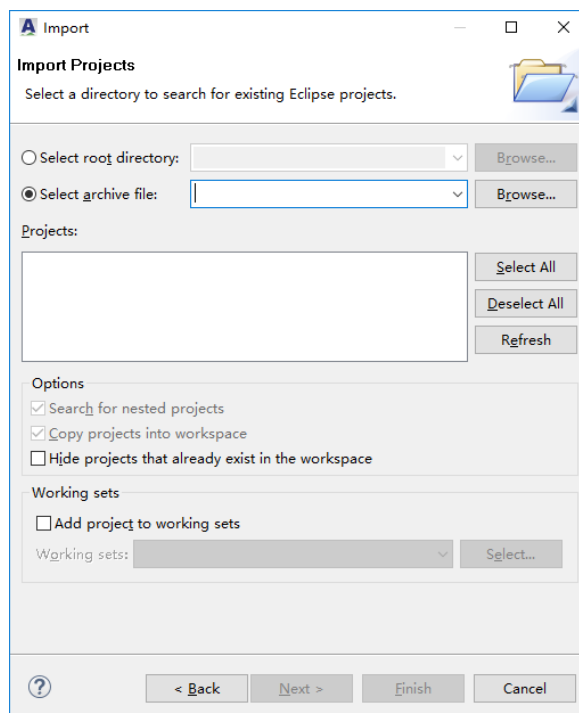 Import
Import Projects
Select a directory to search for existing Eclipse projects.
Select root directory:
Browse...
Select archive file:
Browse...
Projects:
Select All
Deselect All
Refresh
Options
Search for nested projects
Copy projects into workspace
Hide projects that already exist in the workspace
Working sets
Add project to working sets
Working sets:
Select...
?
< Back
Next >
Finish
Cancel